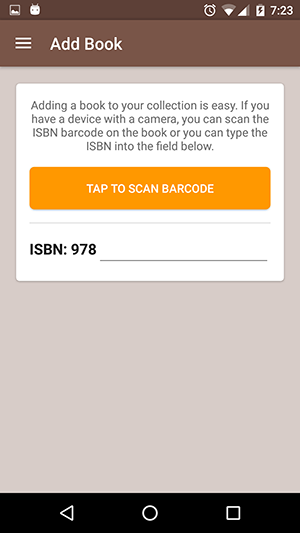 7:23
Add Book
Adding a book to your collection is easy. If you
have a device with a camera, you can scan the
ISBN barcode on the book or you can type the
ISBN into the field below.
TAP TO SCAN BARCODE
ISBN: 978